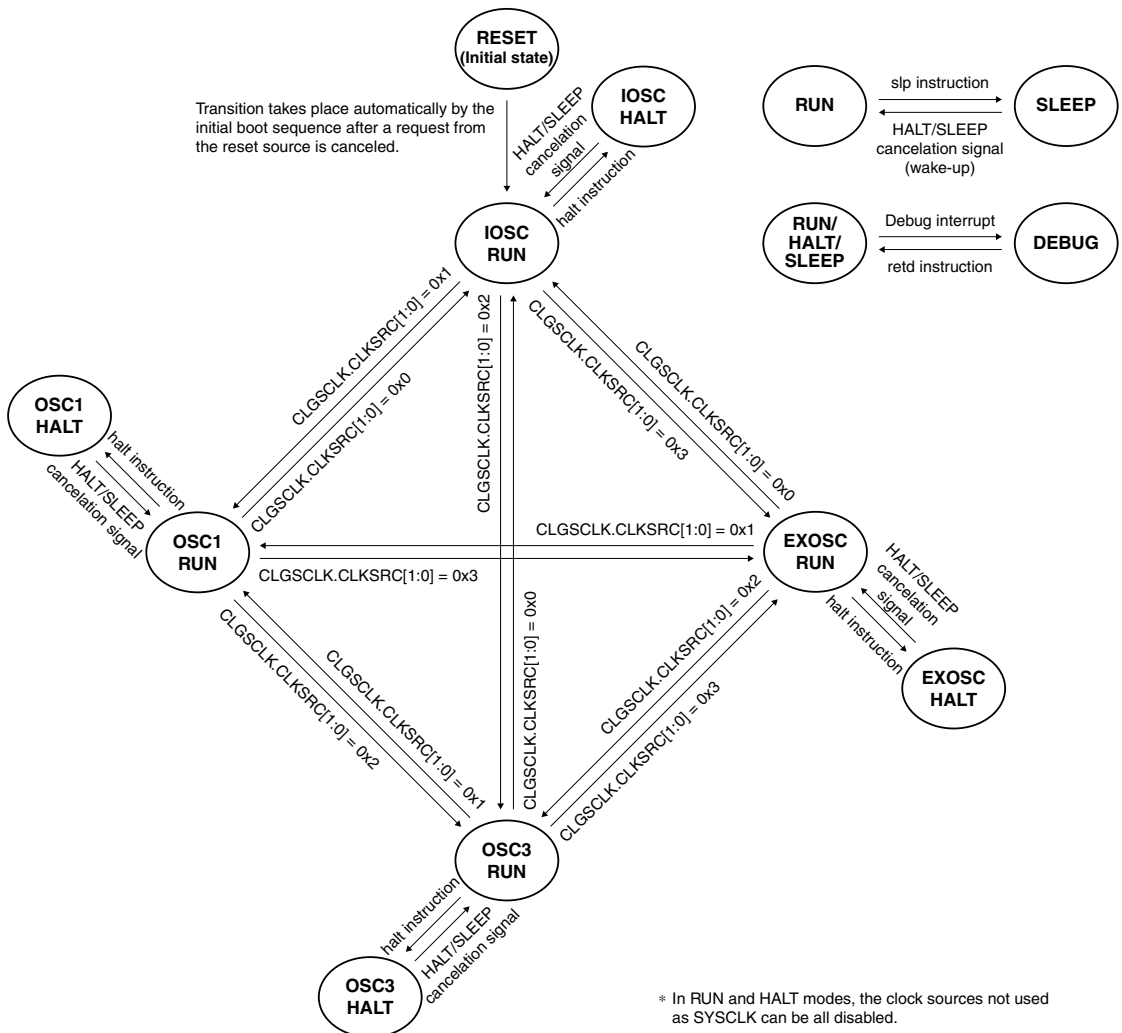 RESET
(Initial state)
Transition takes place automatically by the
initial boot sequence after a request from
the reset source is canceled.
IOSC
HALT
HALT/SLEEP
cancelation
signal
halt instruction
IOSC
RUN
RUN
slp instruction
HALT/SLEEP
cancelation signal
(wake-up)
SLEEP
RUN/
HALT/
SLEEP
Debug interrupt
retd instruction
DEBUG
CLGSCLK.CLKSRC[1:0] = 0x1
CLGSCLK.CLKSRC[1:0] = 0x0
CLGSCLK.CLKSRC[1:0] = 0x2
CLGSCLK.CLKSRC[1:0] = 0x0
CLGSCLK.CLKSRC[1:0] = 0x3
CLGSCLK.CLKSRC[1:0] = 0x0
OSC1
HALT
halt instruction
HALT/SLEEP
cancelation signal
OSC1
RUN
CLGSCLK.CLKSRC[1:0] = 0x1
CLGSCLK.CLKSRC[1:0] = 0x3
EXOSC
RUN
HALT/SLEEP
cancelation
signal
halt instruction
EXOSC
HALT
CLGSCLK.CLKSRC[1:0] = 0x1
CLGSCLK.CLKSRC[1:0] = 0x2
CLGSCLK.CLKSRC[1:0] = 0x2
CLGSCLK.CLKSRC[1:0] = 0x3
OSC3
RUN
halt instruction
HALT/SLEEP
cancelation signal
OSC3
HALT
* In RUN and HALT modes, the clock sources not used
as SYSCLK can be all disabled.